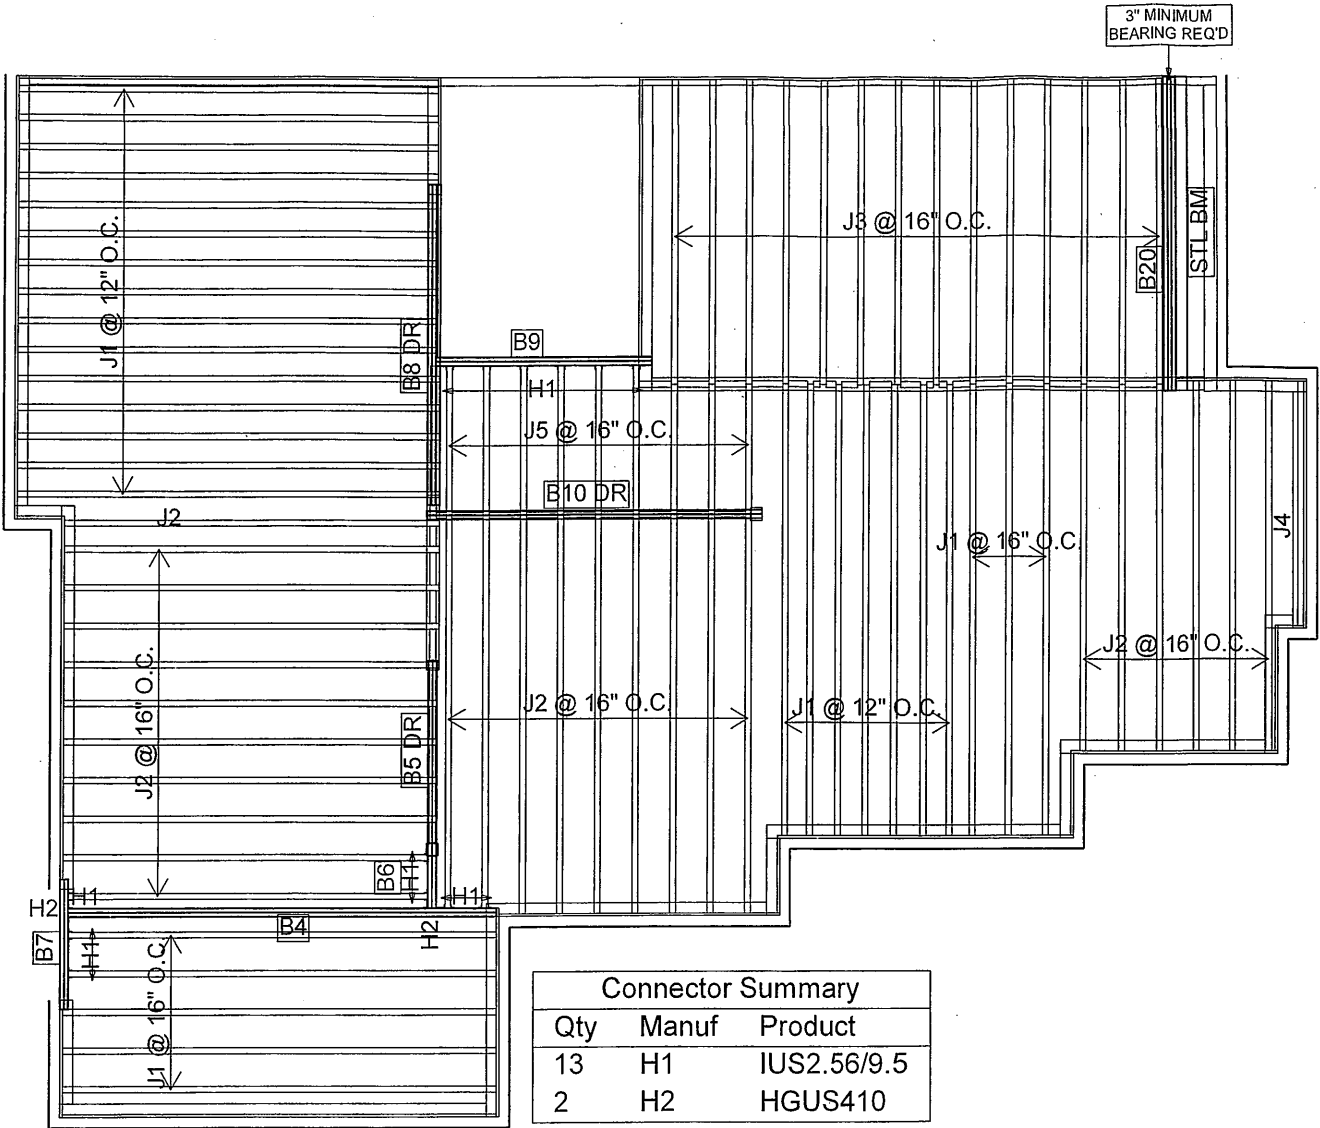 3" MINIMUM
BEARING REQ'D
J1 @ 12" O.C.
J3 @ 16" O.C.
B20
STL BM
B8 DR
B9
H1
J5 @ 16" O.C.
B10 DR
J2
J1 @ 16" O.C.
J4
J2 @ 16" O.C.
J2 @ 16" O.C.
J2 @ 16" O.C.
J1 @ 12" O.C.
B5 DR
B6
H1
H1
H1
H2
B4
H2
B7
H1
J1 @ 16" O.C.
Connector Summary
Qty Manuf Product
13 H1 IUS2.56/9.5
2 H2 HGUS410